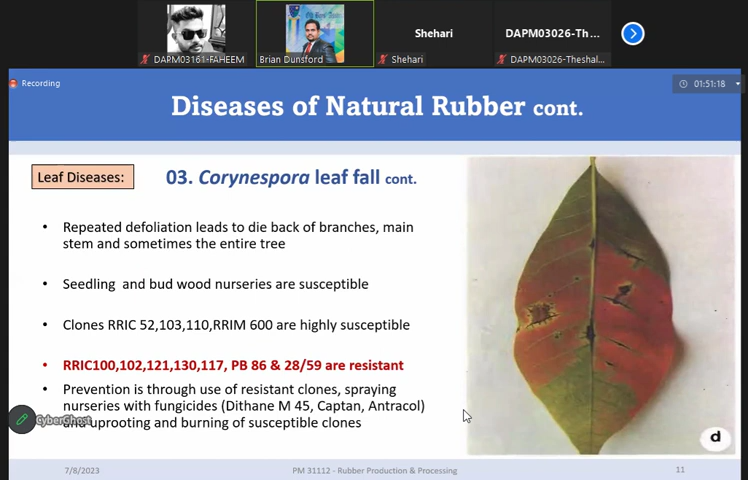 DAPM03161-FAHEEM
Brian Dunsford
Shehari
Shehari
DAPM03026-Th...
DAPM03026-Theshal...
Recording
01:51:18
Diseases of Natural Rubber cont.
Leaf Diseases:
03. Corynespora leaf fall cont.
• Repeated defoliation leads to die back of branches, main
stem and sometimes the entire tree
• Seedling and bud wood nurseries are susceptible
• Clones RRIC 52,103,110,RRIM 600 are highly susceptible
• RRIC100,102,121,130,117, PB 86 & 28/59 are resistant
• Prevention is through use of resistant clones, spraying
nurseries with fungicides (Dithane M 45, Captan, Antracol)
CyberGhost
and uprooting and burning of susceptible clones
d
7/8/2023
PM 31112 - Rubber Production & Processing
11